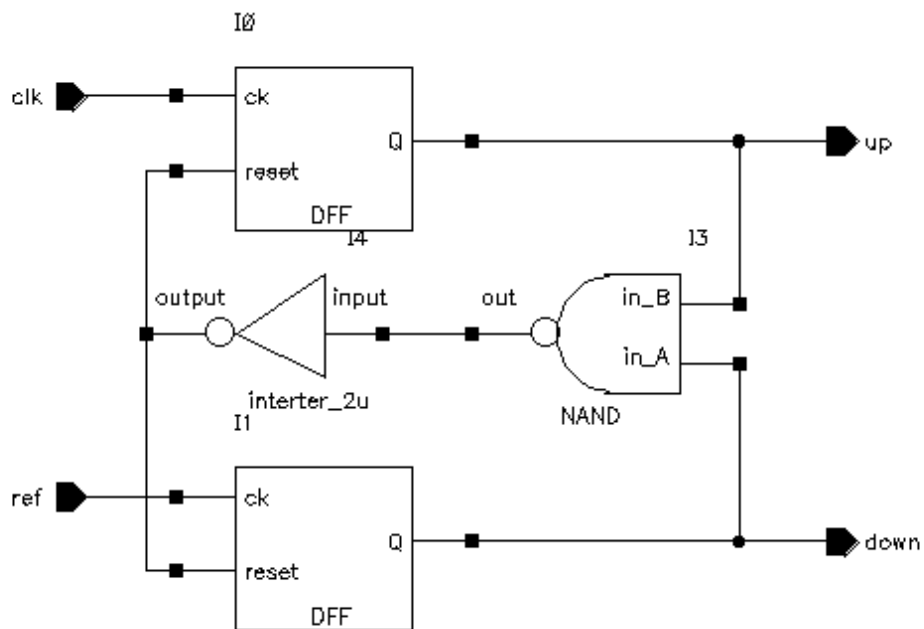 I0
clk
ck
Q
up
reset
DFF
I4
I3
output
input
out
in_B
in_A
interter_2u
NAND
I1
ref
ck
Q
down
reset
DFF